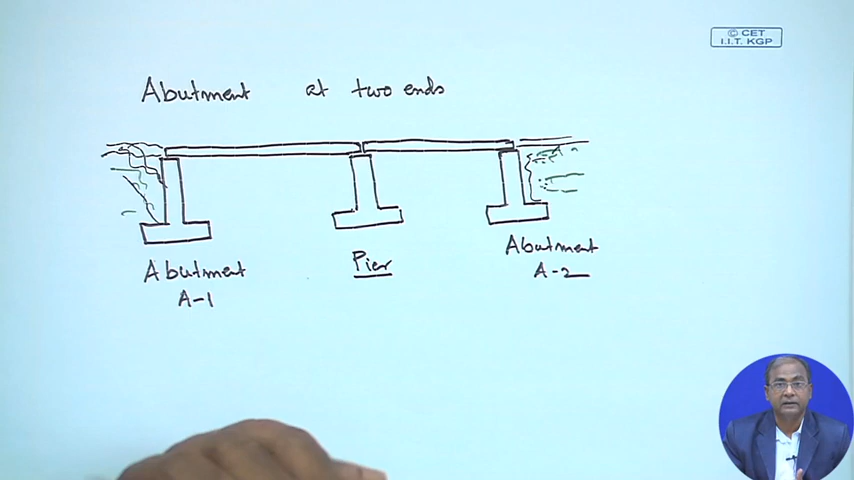 © CET
I.I.T. KGP
Abutment at two ends
Abutment
A-1
Pier
Abutment
A-2